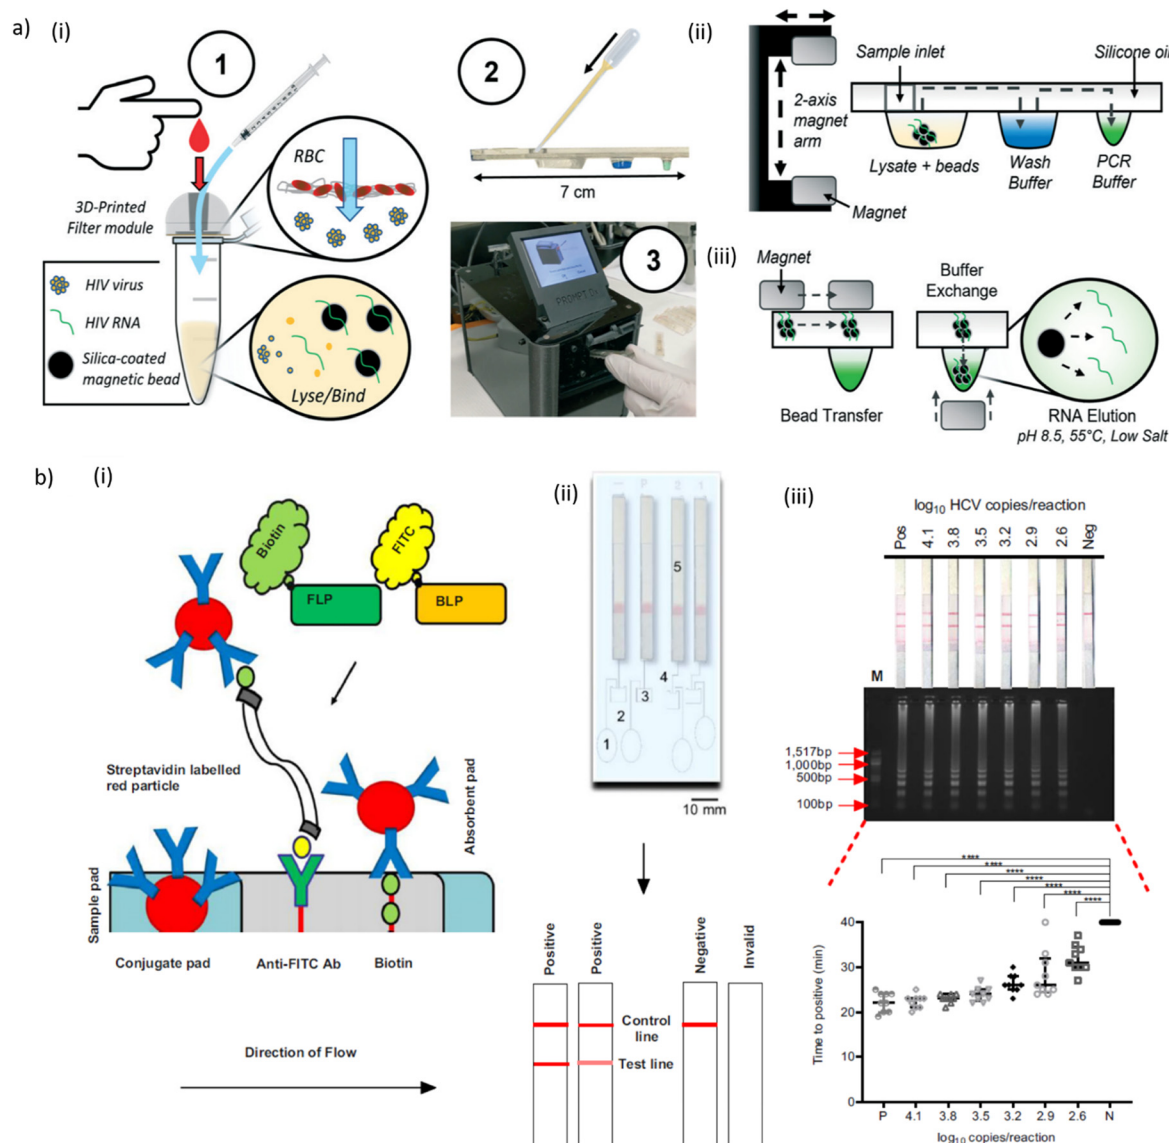 a)
(i)
1
RBC
3D-Printed
Filter module
HIV virus
HIV RNA
Silica-coated
magnetic bead
Lyse/Bind
2
7 cm
3
(ii)
Sample inlet
Silicone oil
2-axis
magnet
arm
Lysate + beads
Wash
Buffer
PCR
Buffer
Magnet
(iii)
Magnet
Buffer
Exchange
Bead Transfer
RNA Elution
pH 8.5, 55°C, Low Salt
b)
(i)
Biotin
FITC
FLP
BLP
Streptavidin labelled
red particle
Absorbent pad
Sample pad
Conjugate pad
Anti-FITC Ab
Biotin
Direction of Flow
(ii)
P
2
1
5
4
3
2
1
10 mm
Positive
Positive
Negative
Invalid
Control
line
Test line
(iii)
log10 HCV copies/reaction
Pos
4.1
3.8
3.5
3.2
2.9
2.6
Neg
M
1,517bp
1,000bp
500bp
100bp
****
****
****
****
****
****
****
Time to positive (min)
40
30
20
10
0
P
4.1
3.8
3.5
3.2
2.9
2.6
N
log10 copies/reaction